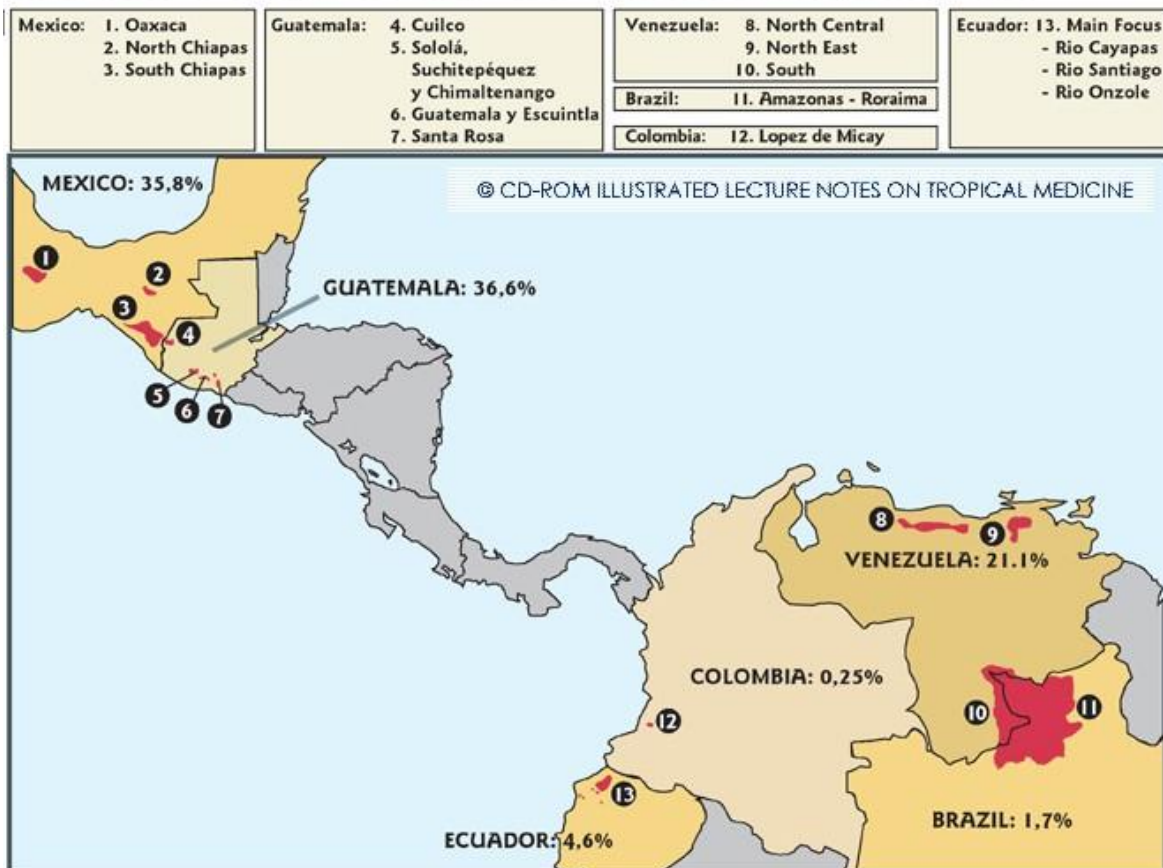 Mexico: 1. Oaxaca
2. North Chiapas
3. South Chiapas
Guatemala: 4. Cuilco
5. Sololá,
Suchitepéquez
y Chimaltenango
6. Guatemala y Escuintla
7. Santa Rosa
Venezuela: 8. North Central
9. North East
10. South
Brazil: 11. Amazonas - Roraima
Colombia: 12. Lopez de Micay
Ecuador: 13. Main Focus
- Rio Cayapas
- Rio Santiago
- Rio Onzole
MEXICO: 35,8%
© CD-ROM ILLUSTRATED LECTURE NOTES ON TROPICAL MEDICINE
1
2
GUATEMALA: 36,6%
3
4
5
6
7
8
9
VENEZUELA: 21.1%
COLOMBIA: 0,25%
10
11
12
13
BRAZIL: 1,7%
ECUADOR: 4,6%